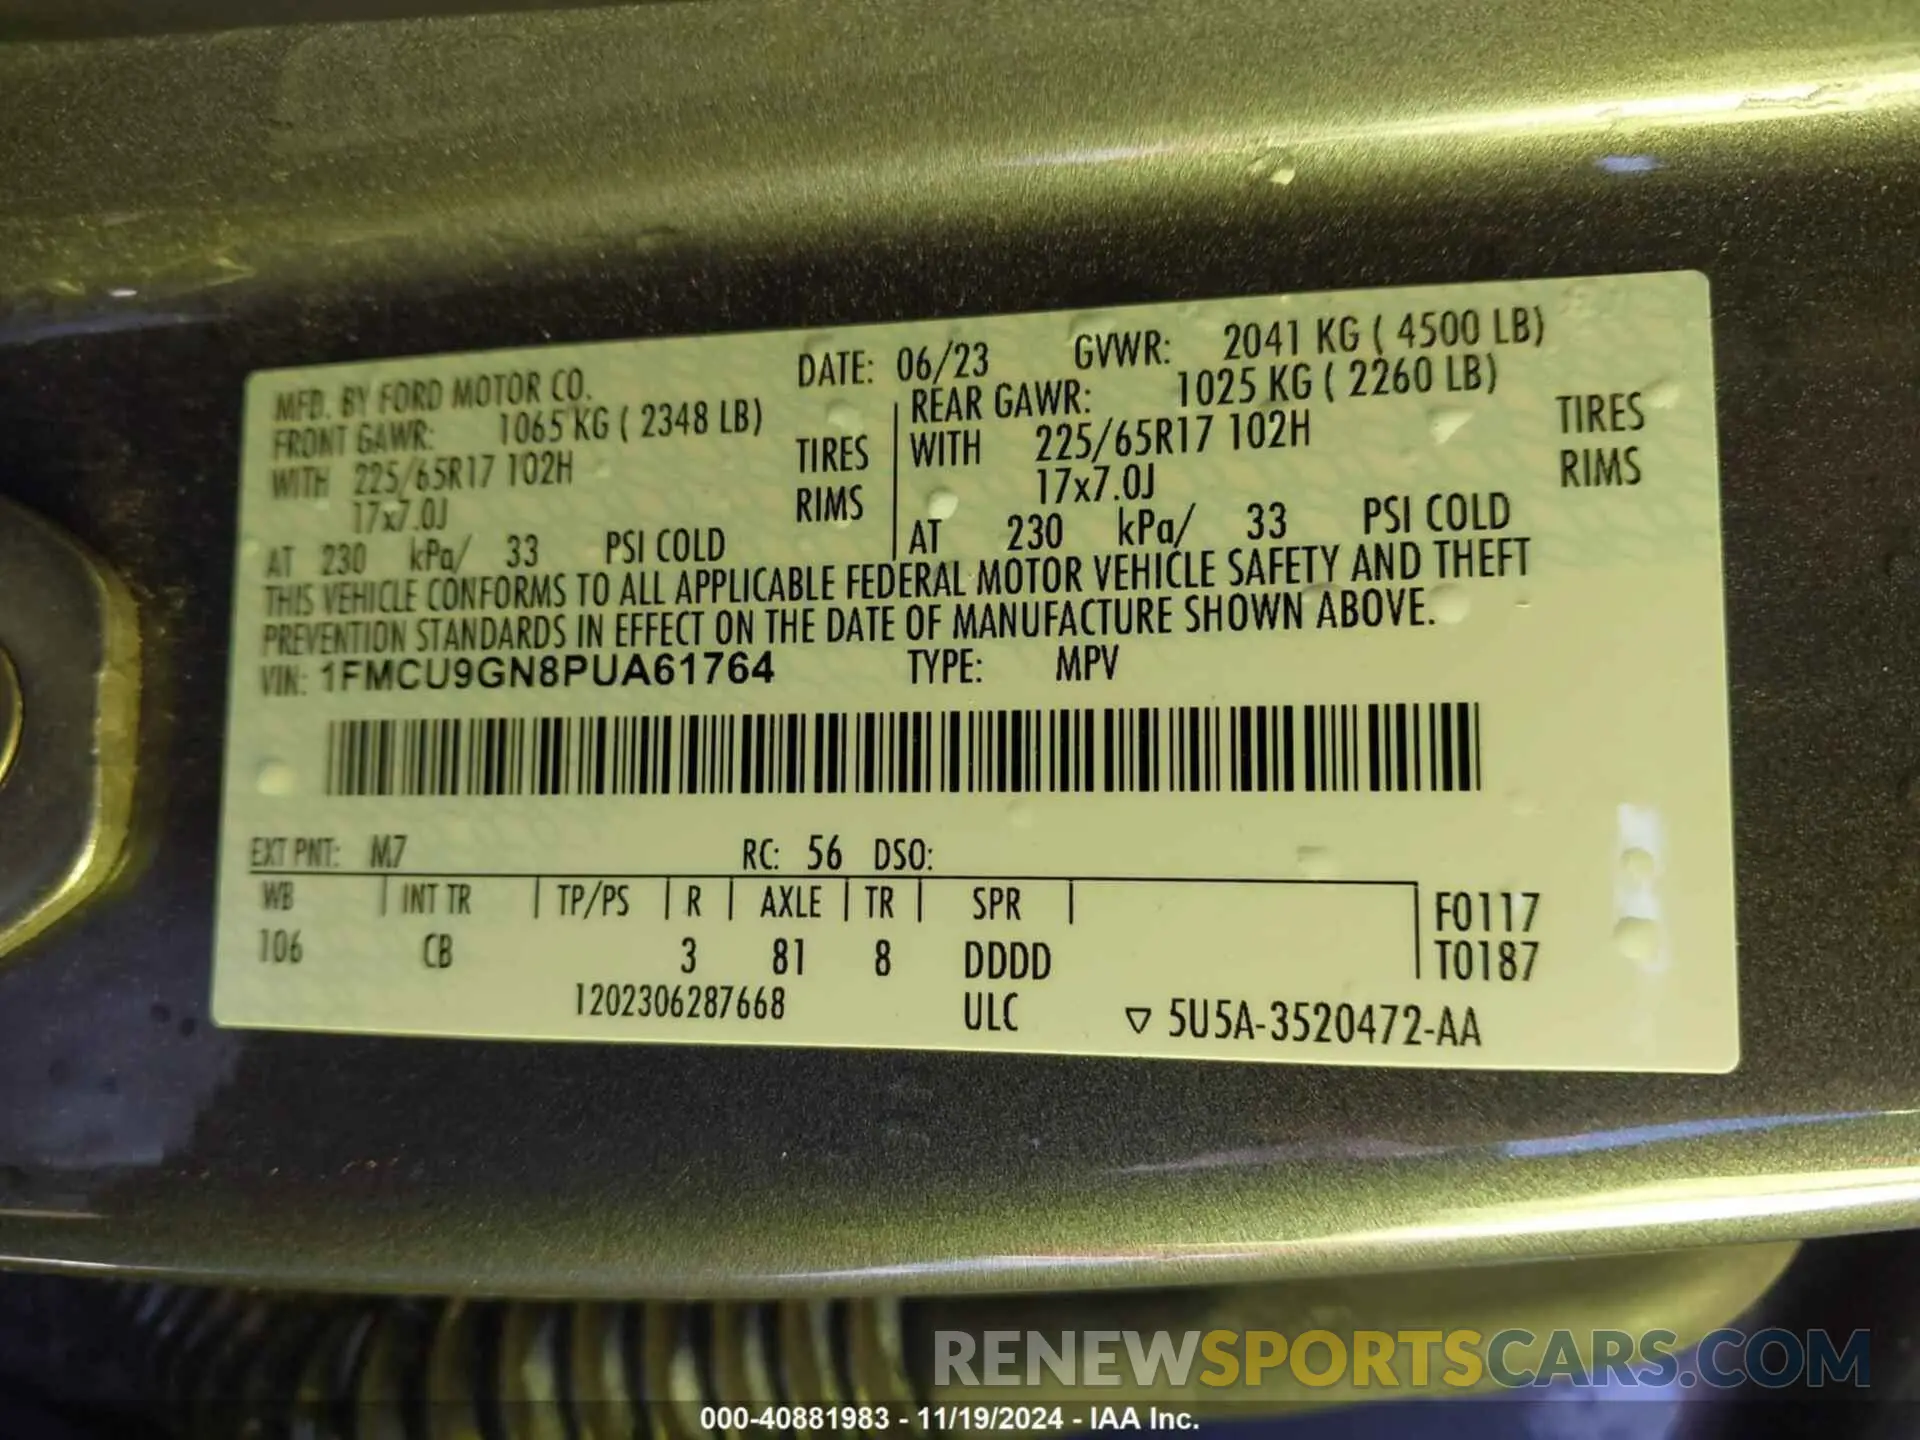 MFD. BY FORD MOTOR CO. DATE: 06/23 GVWR: 2041 KG ( 4500 LB)
FRONT GAWR: 1065 KG ( 2348 LB) REAR GAWR: 1025 KG ( 2260 LB)
WITH 225/65R17 102H TIRES WITH 225/65R17 102H TIRES
17x7.0J RIMS 17x7.0J RIMS
AT 230 kPa/ 33 PSI COLD AT 230 kPa/ 33 PSI COLD
THIS VEHICLE CONFORMS TO ALL APPLICABLE FEDERAL MOTOR VEHICLE SAFETY AND THEFT
PREVENTION STANDARDS IN EFFECT ON THE DATE OF MANUFACTURE SHOWN ABOVE.
VIN: 1FMCU9GN8PUA61764 TYPE: MPV
EXT PNT: M7 RC: 56 DSO:
WB INT TR TP/PS R AXLE TR SPR F0117
106 CB 3 81 8 DDDD T0187
1202306287668 ULC ▽ 5U5A-3520472-AA
RENEWSPORTSCARS.COM
000-40881983 - 11/19/2024 - IAA Inc.